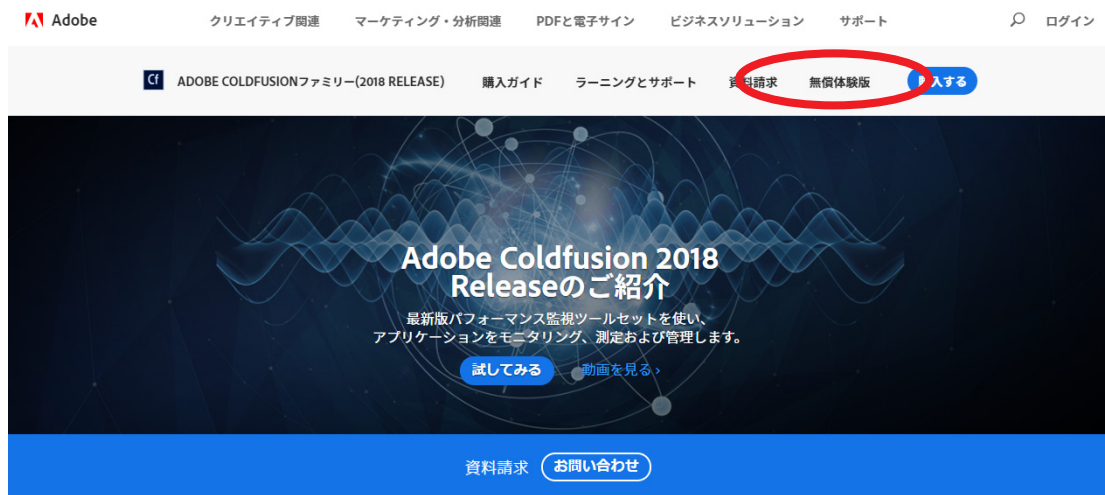 Adobe クリエイティブ関連 マーケティング・分析関連 PDFと電子サイン ビジネスソリューション サポート ログイン
Cf ADOBE COLDFUSIONファミリー(2018 RELEASE) 購入ガイド ラーニングとサポート 資料請求 無償体験版 購入する
Adobe Coldfusion 2018
Releaseのご紹介
最新版パフォーマンス監視ツールセットを使い、
アプリケーションをモニタリング、測定および管理します。
試してみる 動画を見る ›
資料請求 お問い合わせ